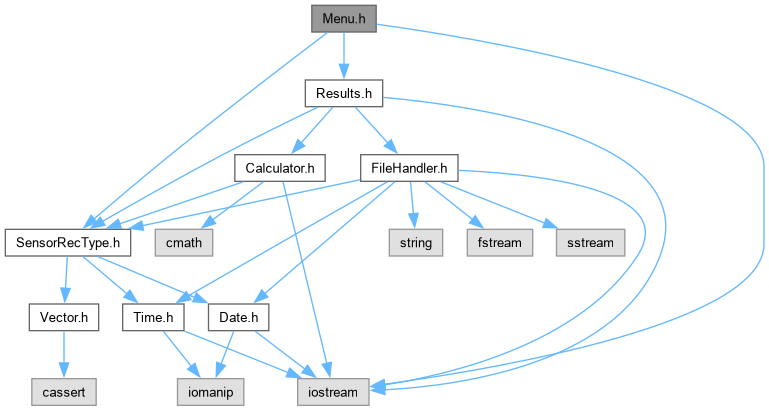 Menu.h
Results.h
Calculator.h
FileHandler.h
SensorRecType.h
cmath
string
fstream
sstream
Vector.h
Time.h
Date.h
cassert
iomanip
iostream